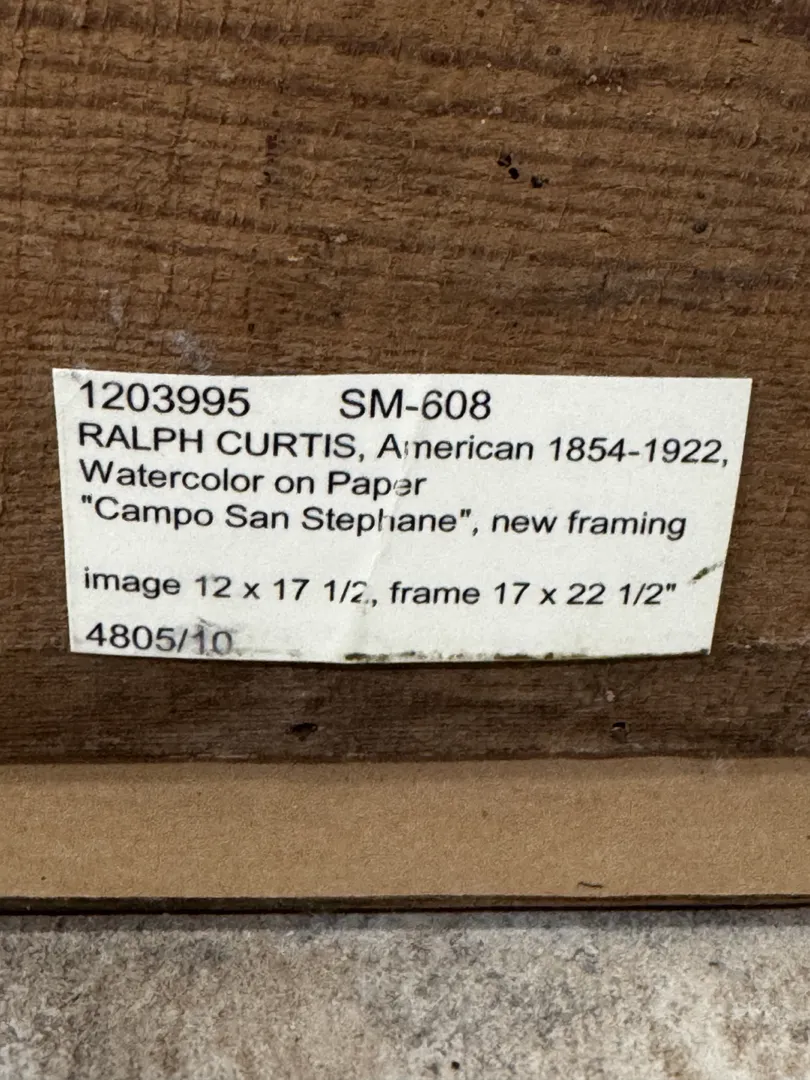 1203995 SM-608
RALPH CURTIS, American 1854-1922,
Watercolor on Paper
"Campo San Stephane", new framing
image 12 x 17 1/2, frame 17 x 22 1/2"
4805/10